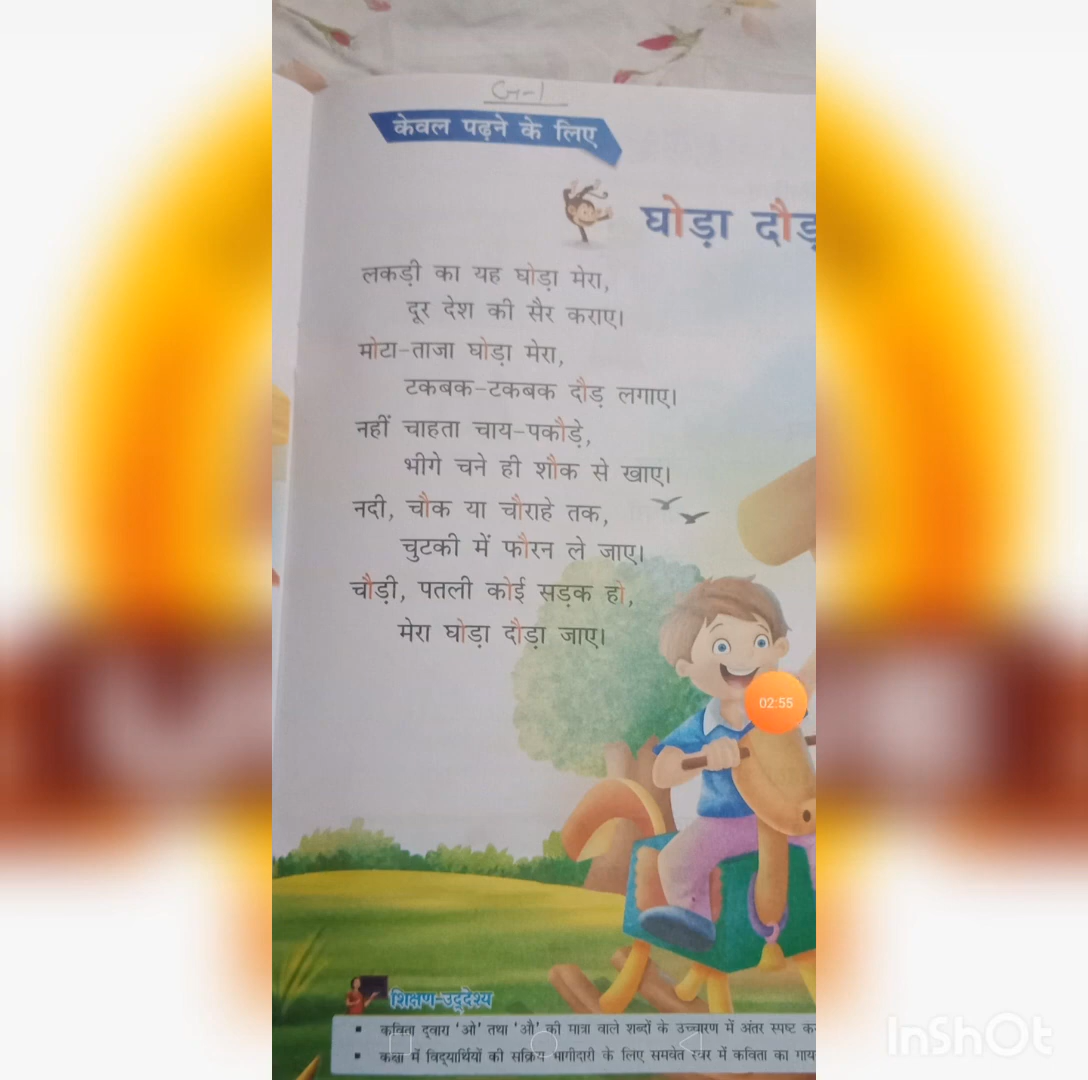 G-1
केवल पढ़ने के लिए
घोड़ा दौड़
लकड़ी का यह घोड़ा मेरा,
दूर देश की सैर कराए।
मोटा-ताजा घोड़ा मेरा,
टकबक-टकबक दौड़ लगाए।
नहीं चाहता चाय-पकौड़े,
भीगे चने ही शौक से खाए।
नदी, चौक या चौराहे तक,
चुटकी में फौरन ले जाए।
चौड़ी, पतली कोई सड़क हो,
मेरा घोड़ा दौड़ा जाए।
02:55
शिक्षण-उद्देश्य
▪ कविता द्वारा 'ओ' तथा 'औ' की मात्रा वाले शब्दों के उच्चारण में अंतर स्पष्ट
▪ कक्षा में विद्यार्थियों की सक्रिय भागीदारी के लिए समवेत स्वर में कविता का
InShOt